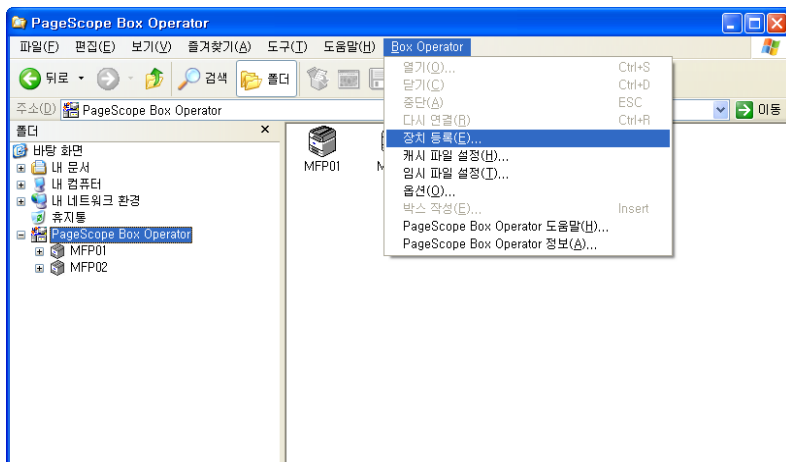 PageScope Box Operator
파일(F) 편집(E) 보기(V) 즐겨찾기(A) 도구(T) 도움말(H) Box Operator
뒤로 검색 폴더
주소(D) PageScope Box Operator 이동
폴더
바탕 화면
내 문서
내 컴퓨터
내 네트워크 환경
휴지통
PageScope Box Operator
MFP01
MFP02
MFP01
열기(O)... Ctrl+S
닫기(C) Ctrl+D
중단(A) ESC
다시 연결(R) Ctrl+R
장치 등록(E)...
캐시 파일 설정(H)...
임시 파일 설정(T)...
옵션(O)...
박스 작성(E)... Insert
PageScope Box Operator 도움말(H)...
PageScope Box Operator 정보(A)...